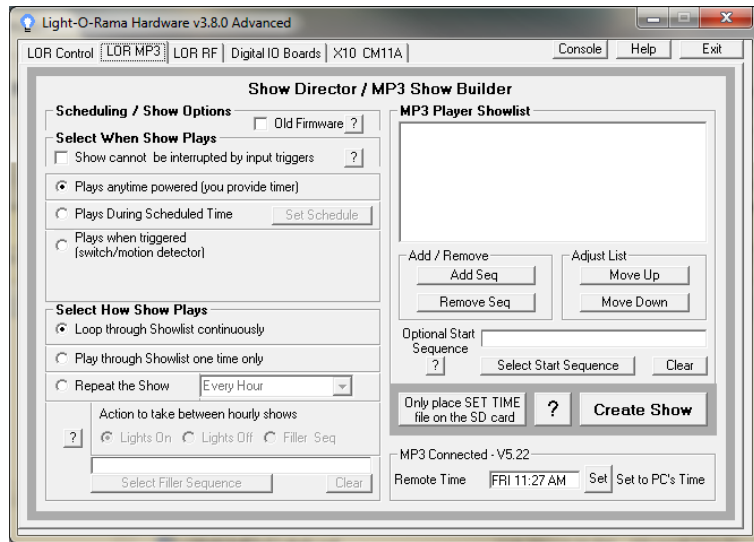 Light-O-Rama Hardware v3.8.0 Advanced
LOR Control LOR MP3 LOR RF Digital IO Boards X10 CM11A Console Help Exit
Show Director / MP3 Show Builder
Scheduling / Show Options
Old Firmware ?
Select When Show Plays
Show cannot be interrupted by input triggers ?
Plays anytime powered (you provide timer)
Plays During Scheduled Time Set Schedule
Plays when triggered
(switch/motion detector)
Select How Show Plays
Loop through Showlist continuously
Play through Showlist one time only
Repeat the Show Every Hour
Action to take between hourly shows
? Lights On Lights Off Filler Seq
Select Filler Sequence Clear
MP3 Player Showlist
Add / Remove
Add Seq
Remove Seq
Adjust List
Move Up
Move Down
Optional Start
Sequence
? Select Start Sequence Clear
Only place SET TIME
file on the SD card
? Create Show
MP3 Connected - V5.22
Remote Time FRI 11:27 AM Set Set to PC's Time